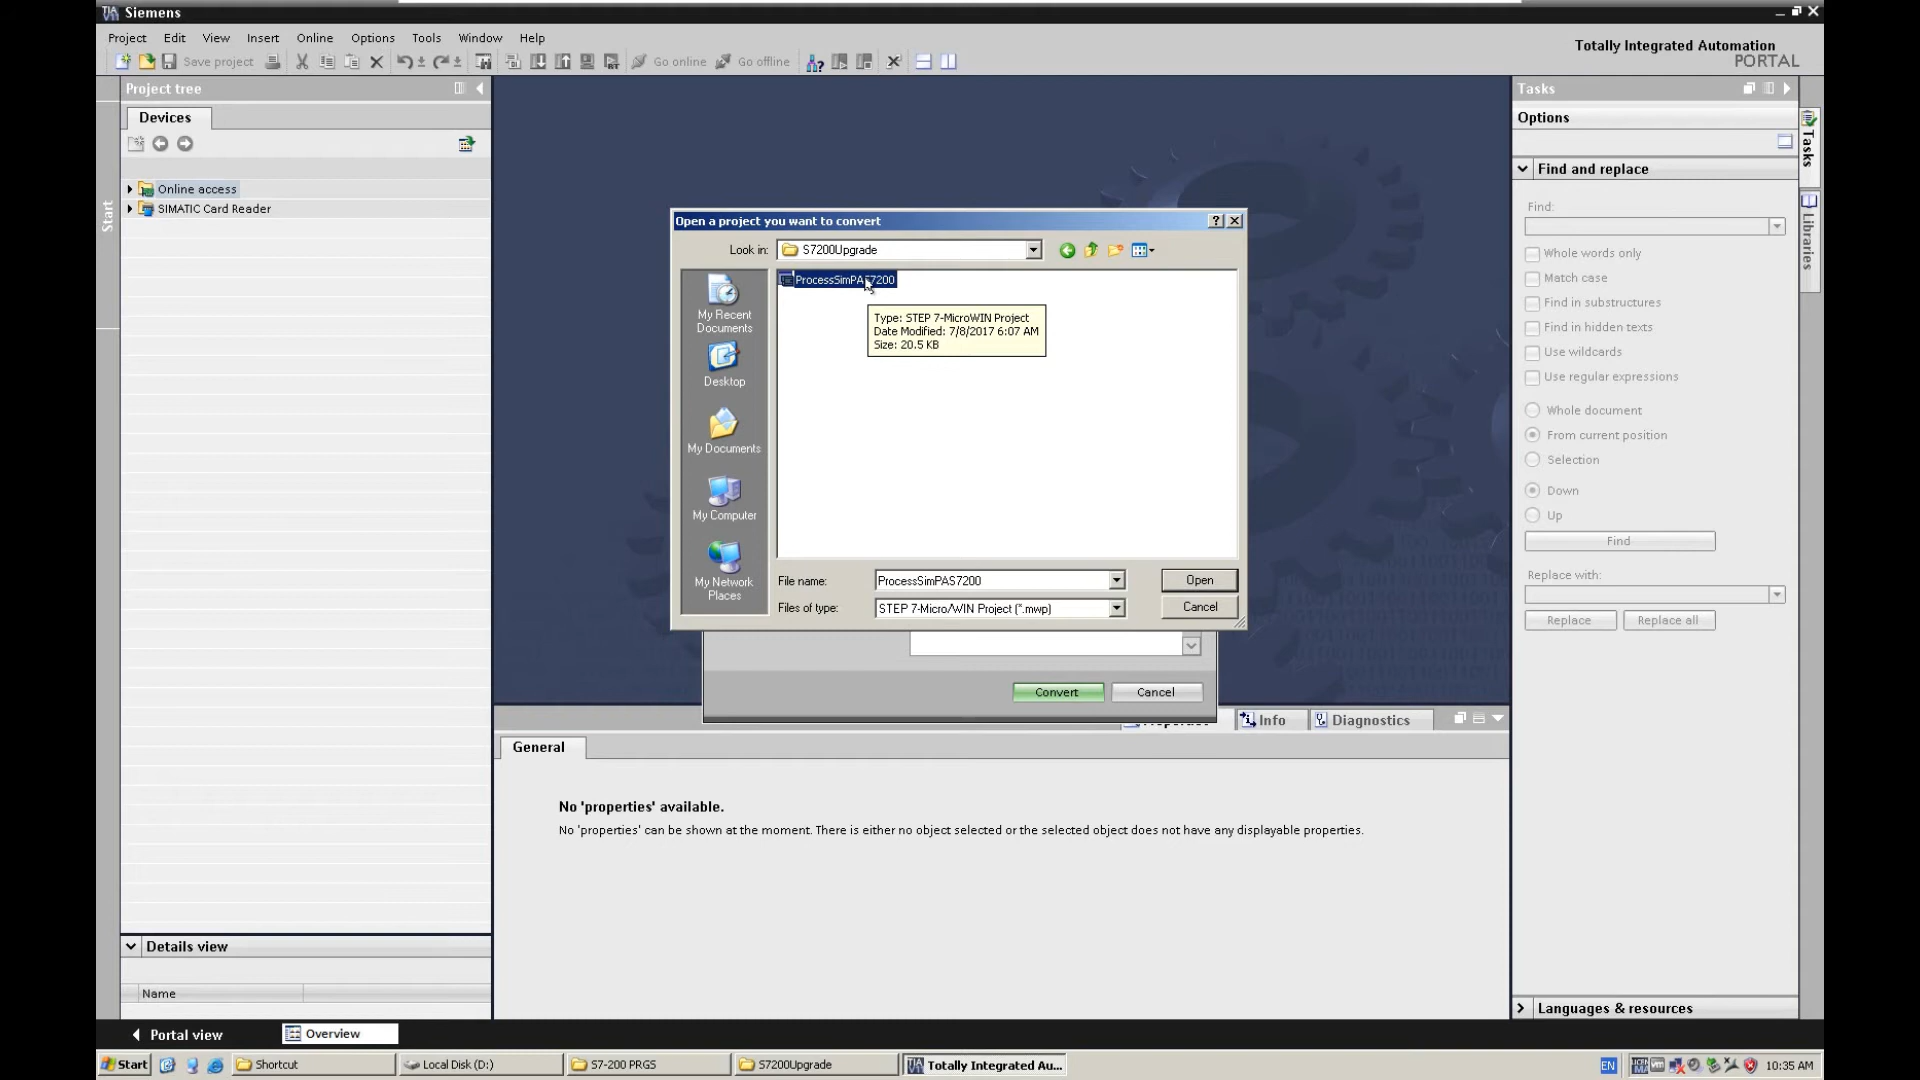 Siemens
Project Edit View Insert Online Options Tools Window Help
Totally Integrated Automation
PORTAL
Save project
Go online
Go offline
Project tree
Devices
Start
Online access
SIMATIC Card Reader
Details view
Name
Open a project you want to convert
Look in:
S7200Upgrade
ProcessSimPAS7200
Type: STEP 7-MicroWIN Project
Date Modified: 7/8/2017 6:07 AM
Size: 20.5 KB
My Recent
Documents
Desktop
My Documents
My Computer
My Network
Places
File name:
ProcessSimPAS7200
Open
Files of type:
STEP 7-Micro/WIN Project (*.mwp)
Cancel
Convert
Cancel
Info
Diagnostics
General
No 'properties' available.
No 'properties' can be shown at the moment. There is either no object selected or the selected object does not have any displayable properties.
Tasks
Options
Find and replace
Find:
Whole words only
Match case
Find in substructures
Find in hidden texts
Use wildcards
Use regular expressions
Whole document
From current position
Selection
Down
Up
Find
Replace with:
Replace
Replace all
Languages & resources
Tasks
Libraries
Portal view
Overview
Start
Shortcut
Local Disk (D:)
S7-200 PRGS
S7200Upgrade
Totally Integrated Au...
EN
10:35 AM